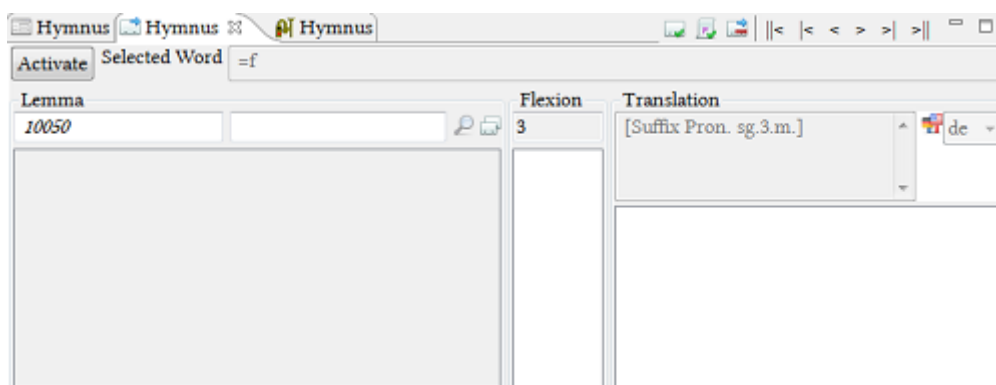 Hymnus Hymnus Hymnus ||< |< < > >| >||
Activate Selected Word =f
Lemma Flexion Translation
10050 3 [Suffix Pron. sg.3.m.] de